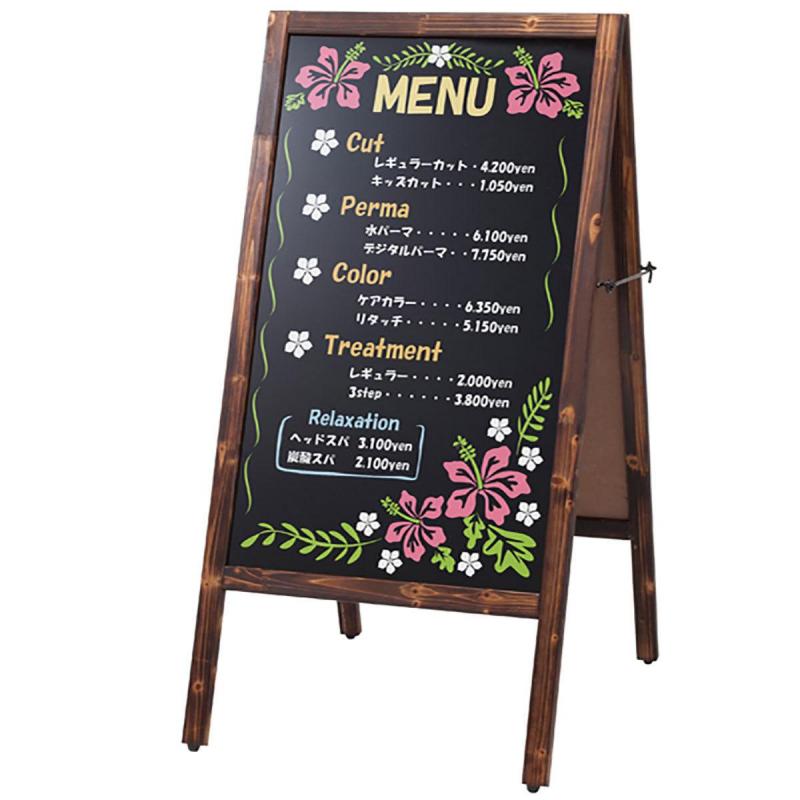 MENU
Cut
レギュラーカット・4.200yen
キッズカット・・・1.050yen
Perma
水パーマ・・・・・6.100yen
デジタルパーマ・・7.750yen
Color
ケアカラー・・・・6.350yen
リタッチ・・・・・5.150yen
Treatment
レギュラー・・・・2.000yen
3step・・・・・・3.800yen
Relaxation
ヘッドスパ 3.100yen
炭酸スパ 2.100yen